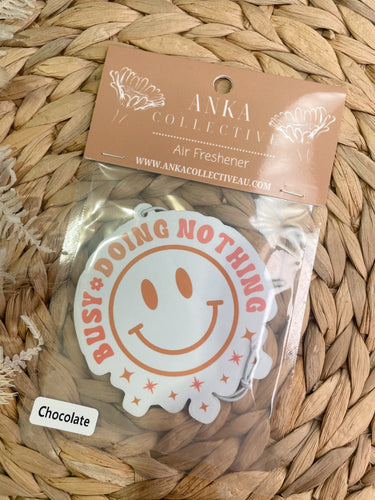 ANKA
COLLECTIVE
Air Freshener
WWW.ANKACOLLECTIVEAU.COM
BUSY DOING NOTHING
Chocolate